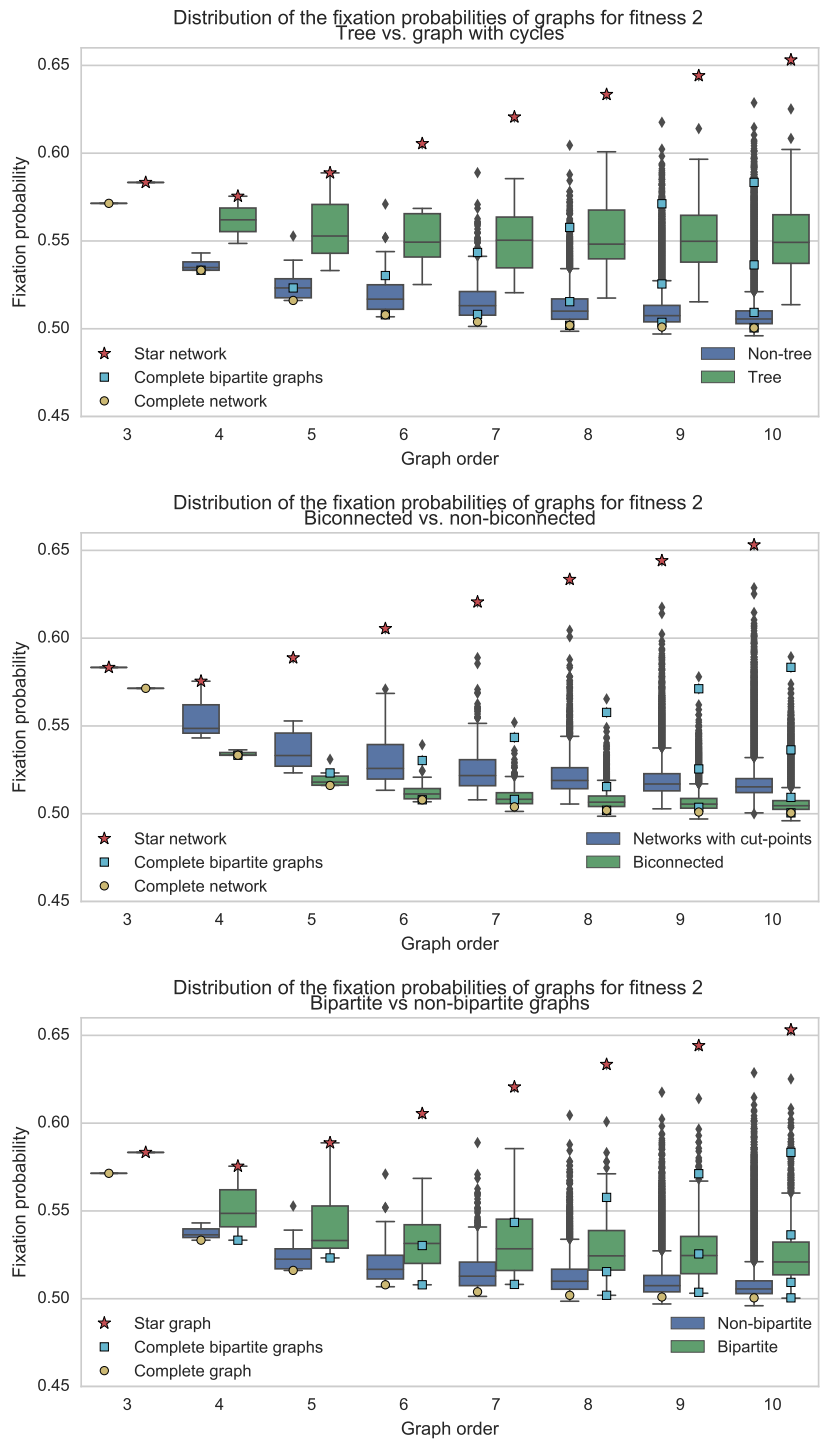 Distribution of the fixation probabilities of graphs for fitness 2
Tree vs. graph with cycles
Fixation probability
0.65
0.60
0.55
0.50
0.45
Star network
Complete bipartite graphs
Complete network
Non-tree
Tree
3 4 5 6 7 8 9 10
Graph order
Distribution of the fixation probabilities of graphs for fitness 2
Biconnected vs. non-biconnected
Fixation probability
0.65
0.60
0.55
0.50
0.45
Star network
Complete bipartite graphs
Complete network
Networks with cut-points
Biconnected
3 4 5 6 7 8 9 10
Graph order
Distribution of the fixation probabilities of graphs for fitness 2
Bipartite vs non-bipartite graphs
Fixation probability
0.65
0.60
0.55
0.50
0.45
Star graph
Complete bipartite graphs
Complete graph
Non-bipartite
Bipartite
3 4 5 6 7 8 9 10
Graph order